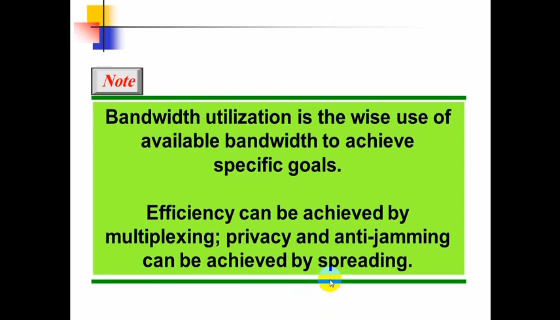 Note
Bandwidth utilization is the wise use of
available bandwidth to achieve
specific goals.
Efficiency can be achieved by
multiplexing; privacy and anti-jamming
can be achieved by spreading.